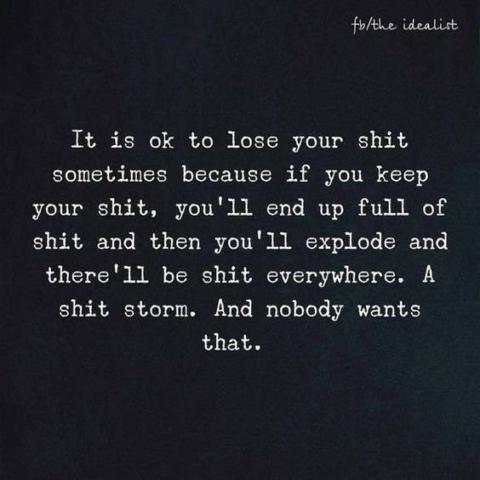 fb/the idealist
It is ok to lose your shit
sometimes because if you keep
your shit, you'll end up full of
shit and then you'll explode and
there'll be shit everywhere. A
shit storm. And nobody wants
that.